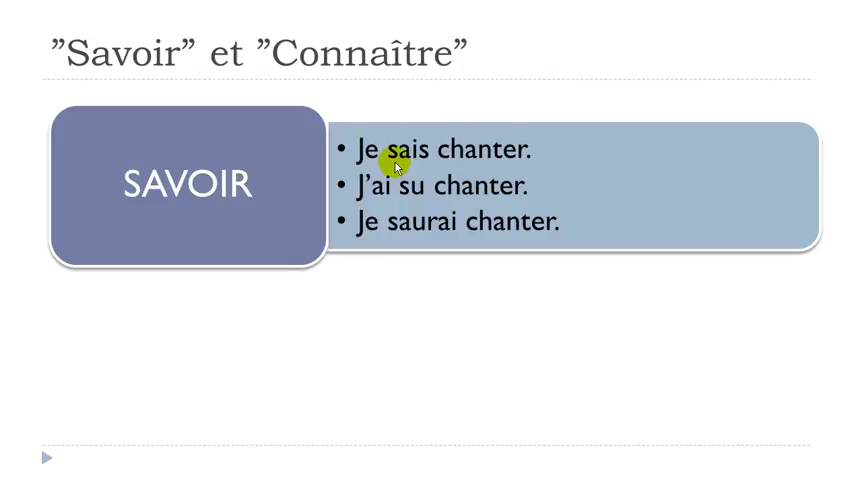 ”Savoir” et ”Connaître”
SAVOIR
• Je sais chanter.
• J’ai su chanter.
• Je saurai chanter.